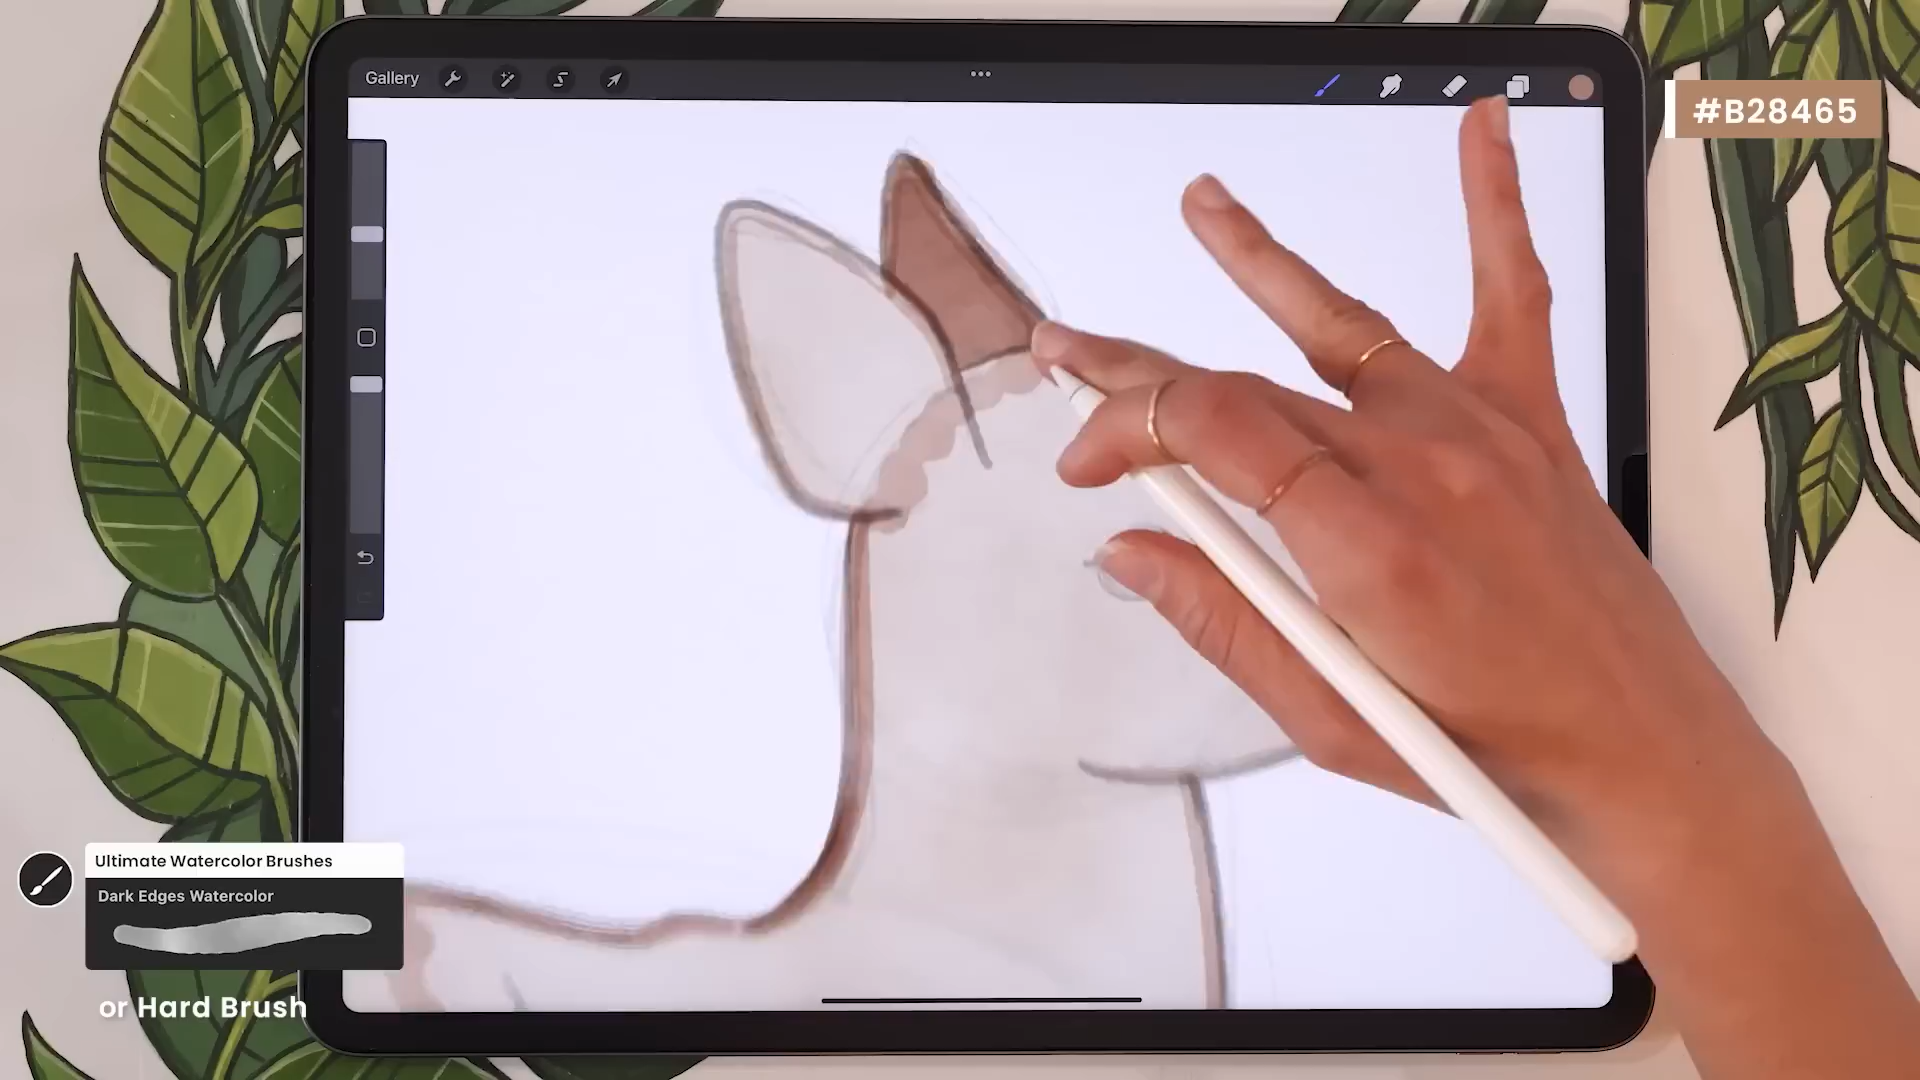 Gallery
#B28465
Ultimate Watercolor Brushes
Dark Edges Watercolor
or Hard Brush